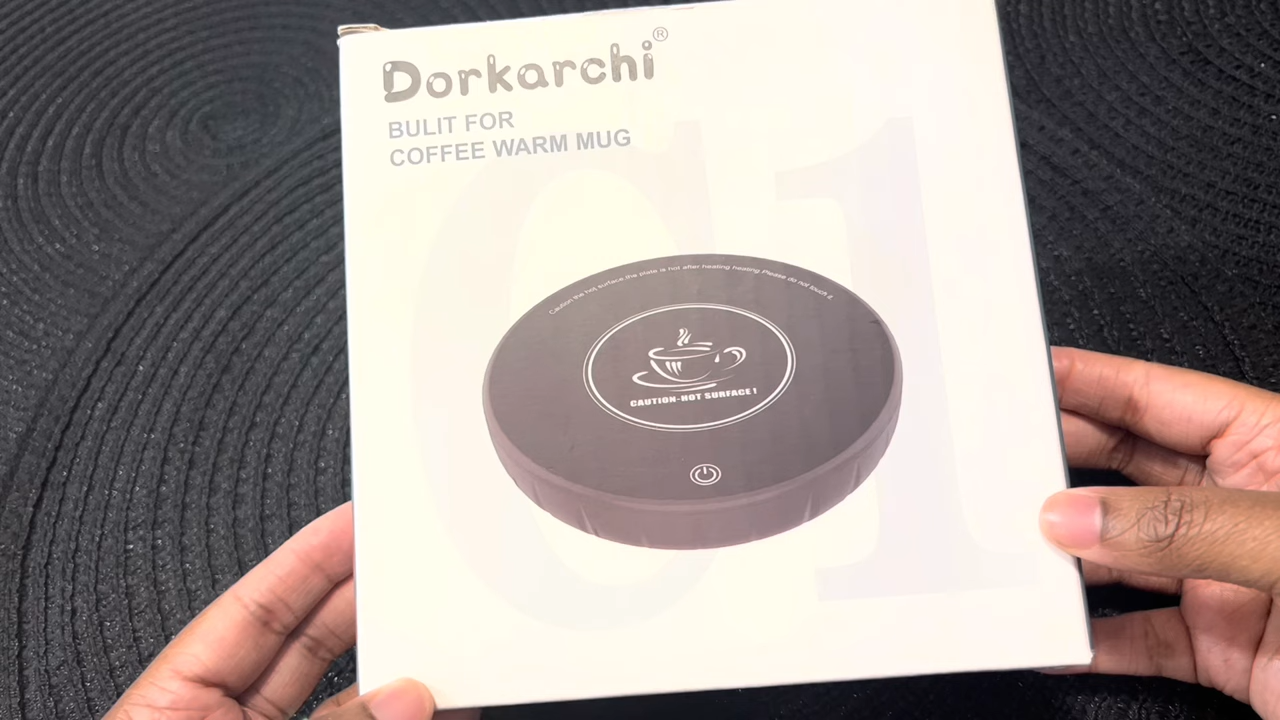 Dorkarchi®
BULIT FOR
COFFEE WARM MUG
C1
Caution the hot surface,the plate is hot after healing healing Please do not touch it.
CAUTION-HOT SURFACE!